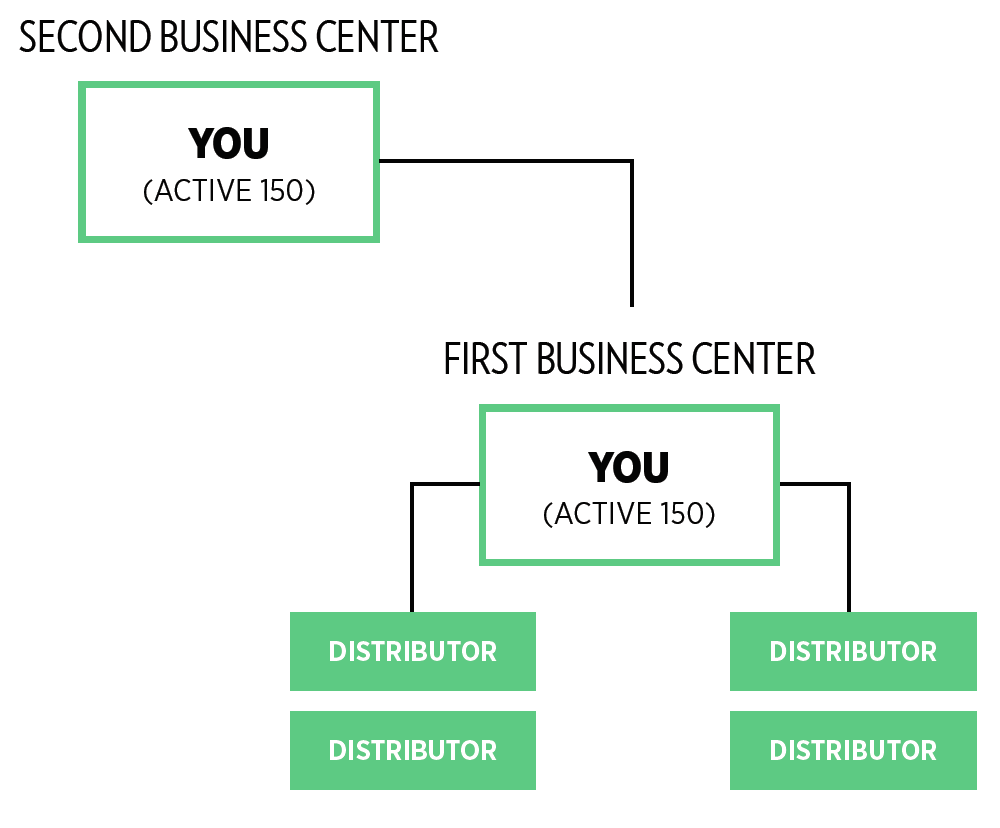 SECOND BUSINESS CENTER
YOU
(ACTIVE 150)
FIRST BUSINESS CENTER
YOU
(ACTIVE 150)
DISTRIBUTOR
DISTRIBUTOR
DISTRIBUTOR
DISTRIBUTOR